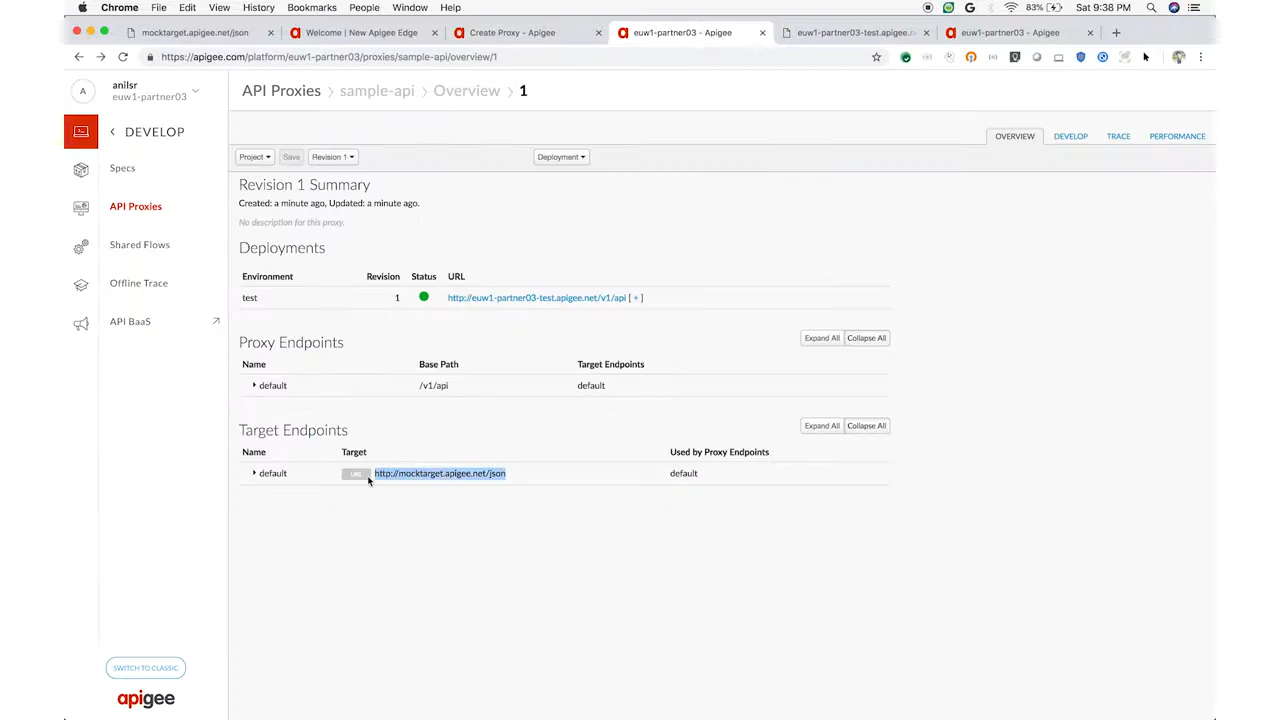 Chrome File Edit View History Bookmarks People Window Help 83% Sat 9:38 PM
mocktarget.apigee.net/json Welcome | New Apigee Edge Create Proxy - Apigee euw1-partner03 - Apigee euw1-partner03-test.apigee.n euw1-partner03 - Apigee
https://apigee.com/platform/euw1-partner03/proxies/sample-api/overview/1
A
anilsr
euw1-partner03
API Proxies > sample-api > Overview > 1
DEVELOP
OVERVIEW DEVELOP TRACE PERFORMANCE
Project Save Revision 1 Deployment
Specs
API Proxies
Shared Flows
Offline Trace
API BaaS
Revision 1 Summary
Created: a minute ago, Updated: a minute ago.
No description for this proxy.
Deployments
Environment Revision Status URL
test 1 http://euw1-partner03-test.apigee.net/v1/api [ + ]
Proxy Endpoints
Expand All Collapse All
Name Base Path Target Endpoints
default /v1/api default
Target Endpoints
Expand All Collapse All
Name Target Used by Proxy Endpoints
default URL http://mocktarget.apigee.net/json default
SWITCH TO CLASSIC
apigee